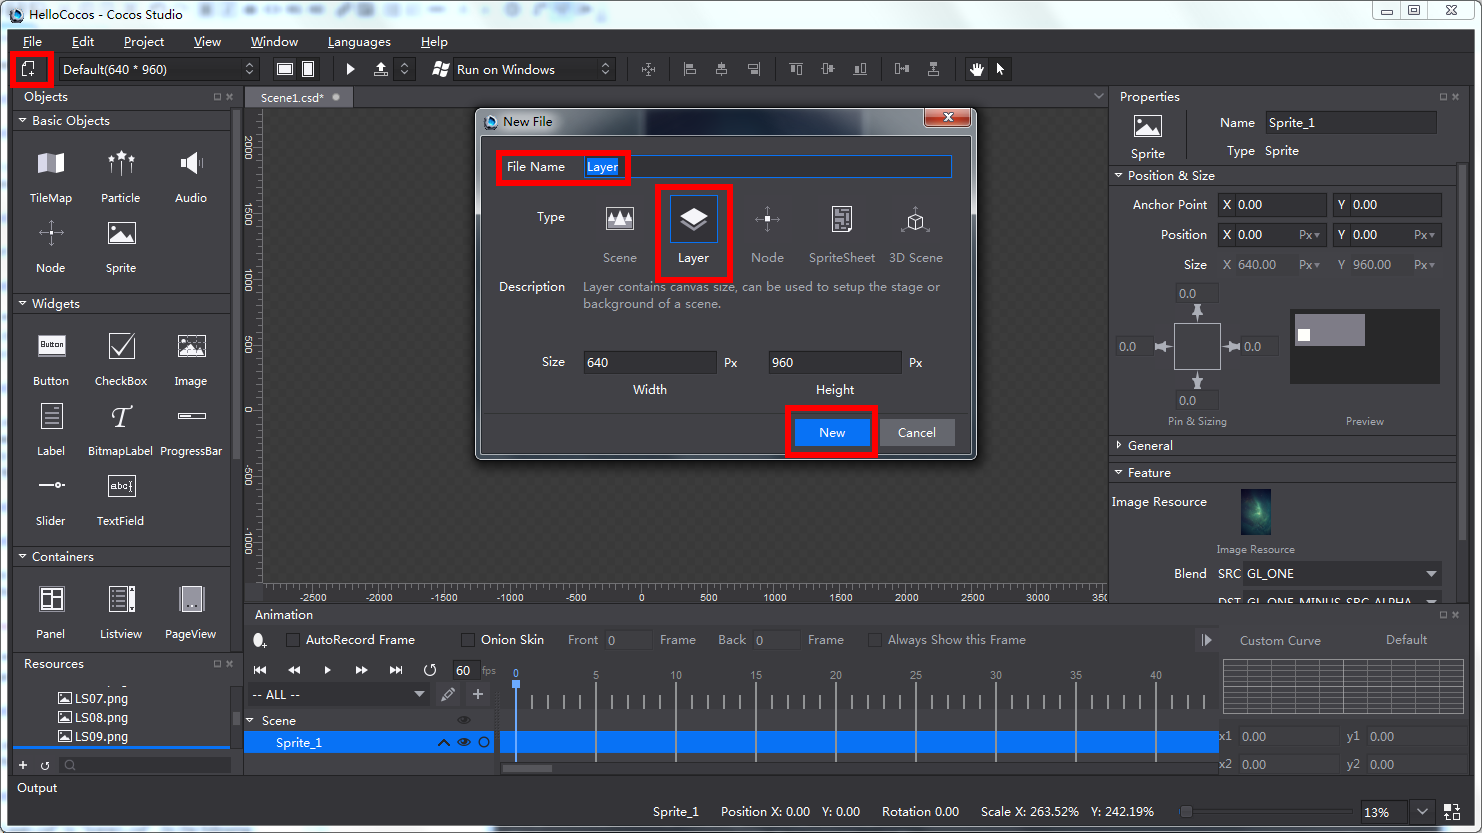 HelloCocos - Cocos Studio
File Edit Project View Window Languages Help
Default(640 * 960)
Run on Windows
Objects
Basic Objects
TileMap Particle Audio
Node Sprite
Widgets
Button
Button CheckBox Image
Label BitmapLabel ProgressBar
abc
Slider TextField
Containers
Panel Listview PageView
Resources
LS07.png
LS08.png
LS09.png
Output
Scene1.csd*
2000
1500
1000
500
0
-500
-1000
-2500 -2000 -1500 -1000 -500 0 500 1000 1500 2000 2500 3000 350
New File
File Name Layer
Type
Scene Layer Node SpriteSheet 3D Scene
Description Layer contains canvas size, can be used to setup the stage or
background of a scene.
Size 640 Px 960 Px
Width Height
New Cancel
Properties
Sprite
Name Sprite_1
Type Sprite
Position & Size
Anchor Point X 0.00 Y 0.00
Position X 0.00 Px Y 0.00 Px
Size X 640.00 Px Y 960.00 Px
0.0
0.0 0.0
0.0
Pin & Sizing Preview
General
Feature
Image Resource
Image Resource
Blend SRC GL_ONE
DST GL_ONE_MINUS_SRC_ALPHA
Animation
AutoRecord Frame Onion Skin Front 0 Frame Back 0 Frame Always Show this Frame
60 fps
-- ALL --
0 5 10 15 20 25 30 35 40
Scene
Sprite_1
Custom Curve Default
x1 0.00 y1 0.00
x2 0.00 y2 0.00
Sprite_1 Position X: 0.00 Y: 0.00 Rotation 0.00 Scale X: 263.52% Y: 242.19% 13%